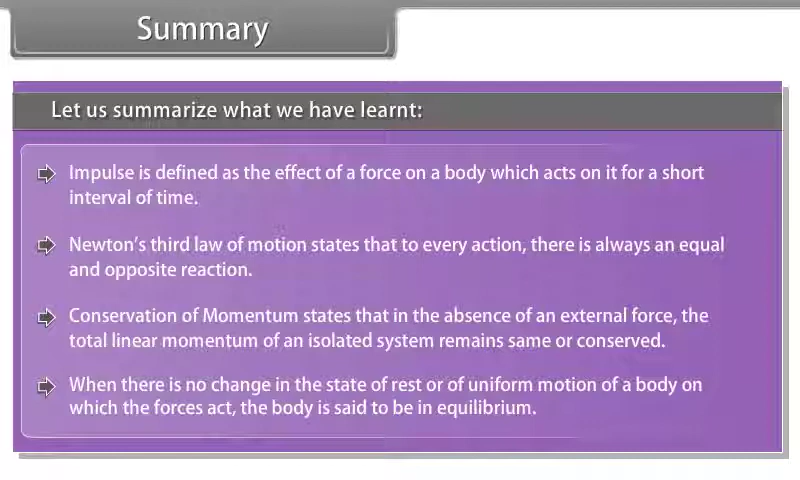 Summary
Let us summarize what we have learnt:
Impulse is defined as the effect of a force on a body which acts on it for a short
interval of time.
Newton's third law of motion states that to every action, there is always an equal
and opposite reaction.
Conservation of Momentum states that in the absence of an external force, the
total linear momentum of an isolated system remains same or conserved.
When there is no change in the state of rest or of uniform motion of a body on
which the forces act, the body is said to be in equilibrium.